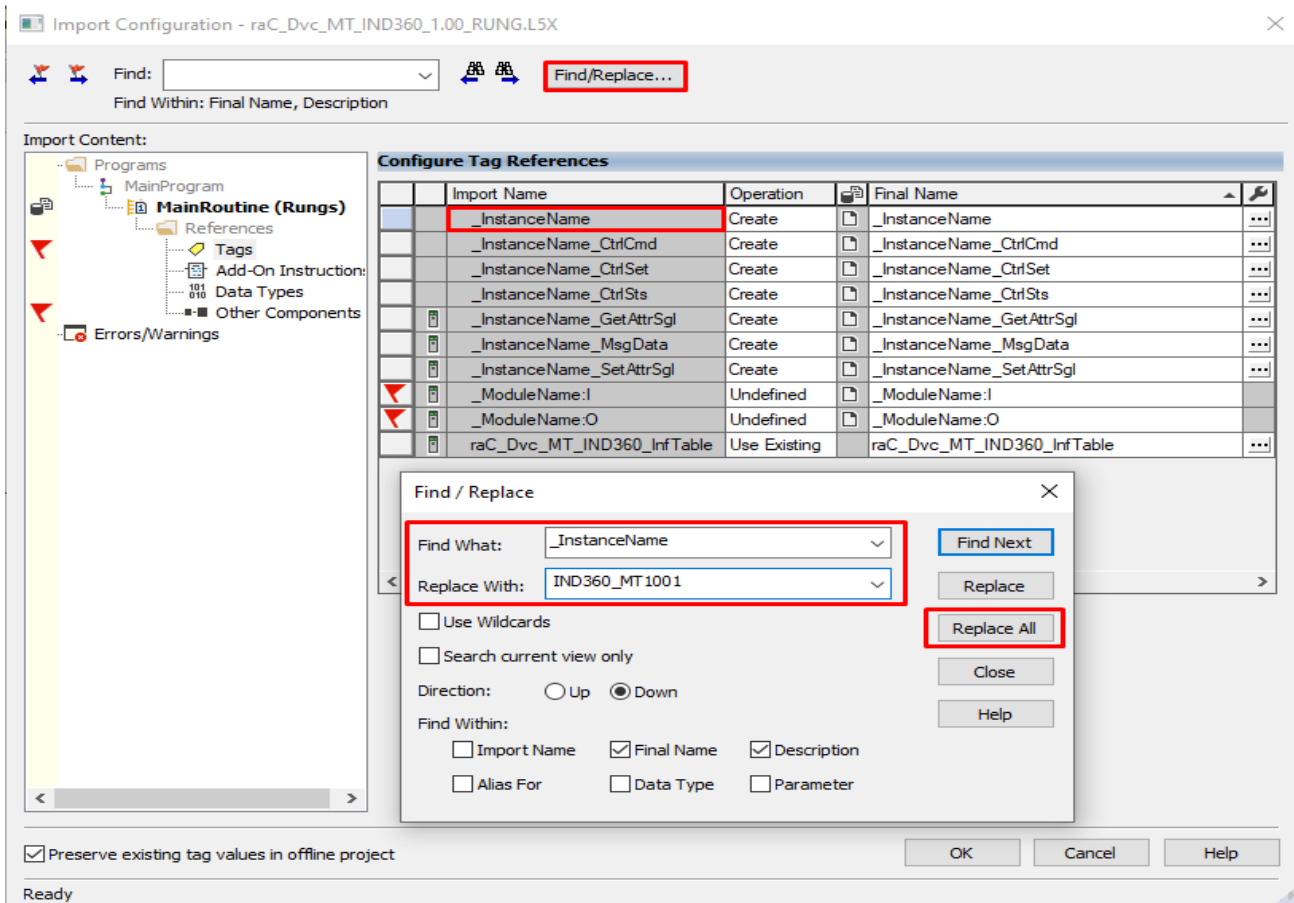 Import Configuration - raC_Dvc_MT_IND360_1.00_RUNG.L5X
Find:
Find/Replace...
Find Within: Final Name, Description
Import Content:
Programs
MainProgram
MainRoutine (Rungs)
References
Tags
Add-On Instruction:
Data Types
Other Components
Errors/Warnings
Configure Tag References
Import Name Operation Final Name
_InstanceName Create _InstanceName
_InstanceName_CtrlCmd Create _InstanceName_CtrlCmd
_InstanceName_CtrlSet Create _InstanceName_CtrlSet
_InstanceName_CtrlSts Create _InstanceName_CtrlSts
_InstanceName_GetAttrSgl Create _InstanceName_GetAttrSgl
_InstanceName_MsgData Create _InstanceName_MsgData
_InstanceName_SetAttrSgl Create _InstanceName_SetAttrSgl
_ModuleName:I Undefined _ModuleName:I
_ModuleName:O Undefined _ModuleName:O
raC_Dvc_MT_IND360_InfTable Use Existing raC_Dvc_MT_IND360_InfTable
Find / Replace
Find What: _InstanceName Find Next
Replace With: IND360_MT1001 Replace
Use Wildcards Replace All
Search current view only
Close
Direction: Up Down
Help
Find Within:
Import Name Final Name Description
Alias For Data Type Parameter
Preserve existing tag values in offline project OK Cancel Help
Ready